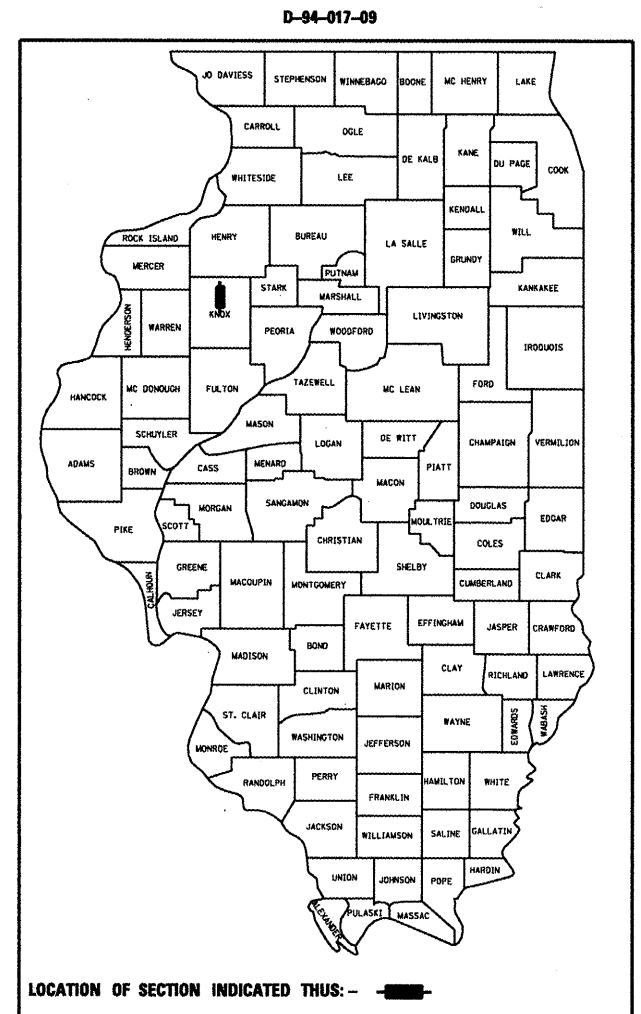 D-94-017-09
JO DAVIESS STEPHENSON WINNEBAGO BOONE MC HENRY LAKE
CARROLL OGLE DE KALB KANE DU PAGE COOK
WHITESIDE LEE
KENDALL
ROCK ISLAND HENRY BUREAU LA SALLE WILL
MERCER PUTNAM GRUNDY
STARK KANKAKEE
MARSHALL
HENDERSON WARREN KNOX PEORIA WOODFORD LIVINGSTON IROQUOIS
HANCOCK MC DONOUGH FULTON TAZEWELL MC LEAN FORD
MASON
SCHUYLER LOGAN DE WITT CHAMPAIGN VERMILION
ADAMS BROWN CASS MENARD PIATT
MACON
MORGAN SANGAMON DOUGLAS
PIKE SCOTT MOULTRIE EDGAR
CHRISTIAN COLES
GREENE SHELBY
CALHOUN MACOUPIN MONTGOMERY CUMBERLAND CLARK
JERSEY
FAYETTE EFFINGHAM JASPER CRAWFORD
MADISON BOND
CLAY RICHLAND LAWRENCE
CLINTON MARION
ST. CLAIR WAYNE EDWARDS WABASH
MONROE WASHINGTON JEFFERSON
RANDOLPH PERRY HAMILTON WHITE
FRANKLIN
JACKSON WILLIAMSON SALINE GALLATIN
UNION JOHNSON POPE HARDIN
ALEXANDER PULASKI MASSAC
LOCATION OF SECTION INDICATED THUS: -